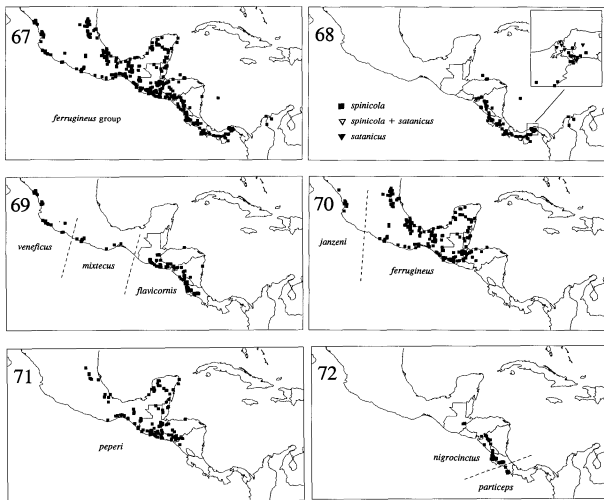 67
ferrugineus group
68
spinicola
spinicola + satanicus
satanicus
69
veneficus
mixtecus
flavicornis
70
janzeni
ferrugineus
71
peperi
72
nigrocinctus
particeps